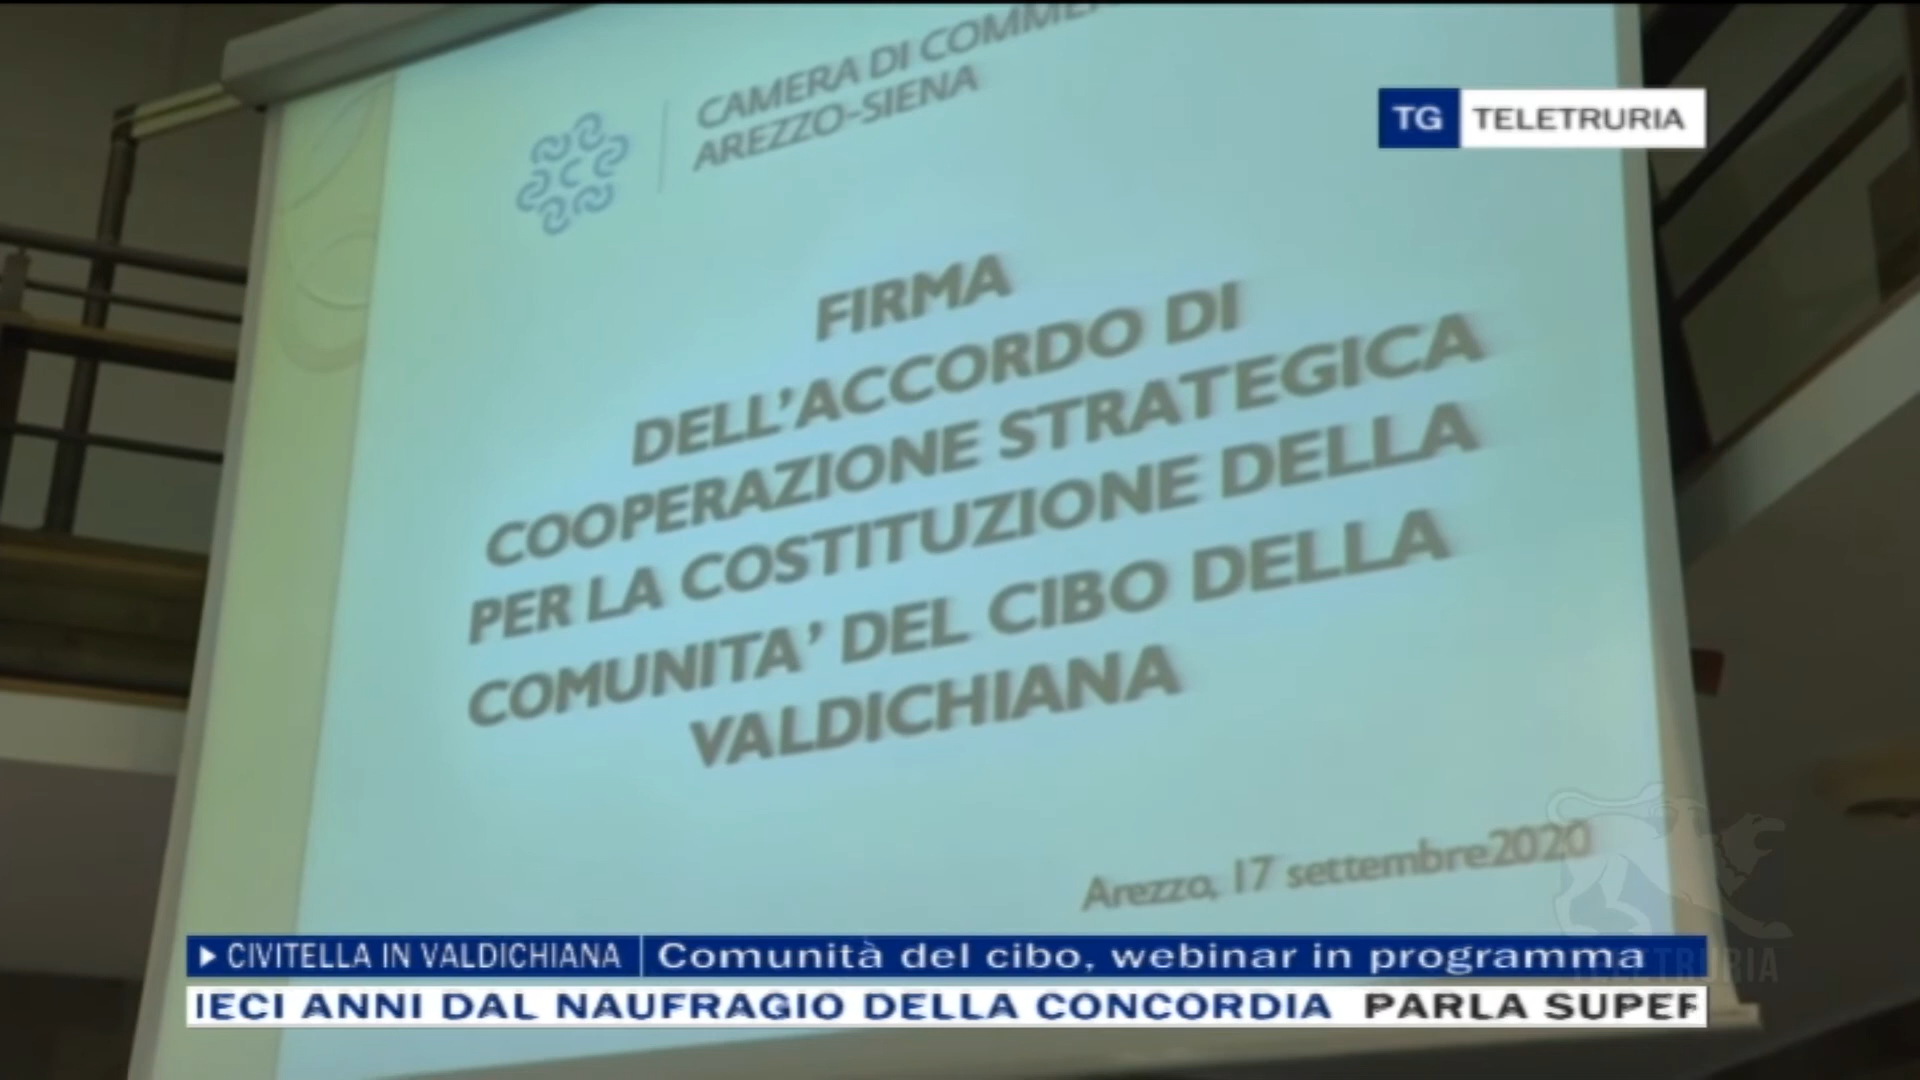 CAMERA DI
AREZZO-SIENA
TG TELETRURIA
FIRMA
DELL'ACCORDO DI
COOPERAZIONE STRATEGICA
PER LA COSTITUZIONE DELLA
COMUNITA' DEL CIBO DELLA
VALDICHIANA
Arezzo, 17 settembre2020
CIVITELLA IN VALDICHIANA Comunità del cibo, webinar in programma
TELETRURIA
IECI ANNI DAL NAUFRAGIO DELLA CONCORDIA PARLA